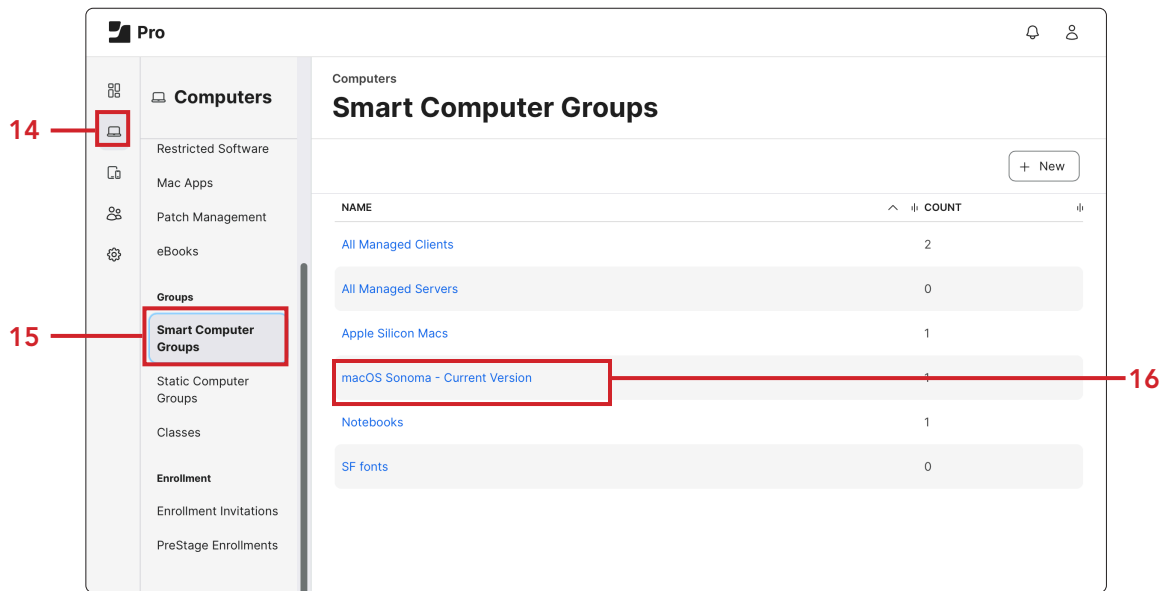 Pro
14
15
16
Computers
Restricted Software
Mac Apps
Patch Management
eBooks
Groups
Smart Computer
Groups
Static Computer
Groups
Classes
Enrollment
Enrollment Invitations
PreStage Enrollments
Computers
Smart Computer Groups
+ New
NAME COUNT
All Managed Clients 2
All Managed Servers 0
Apple Silicon Macs 1
macOS Sonoma - Current Version 1
Notebooks 1
SF fonts 0